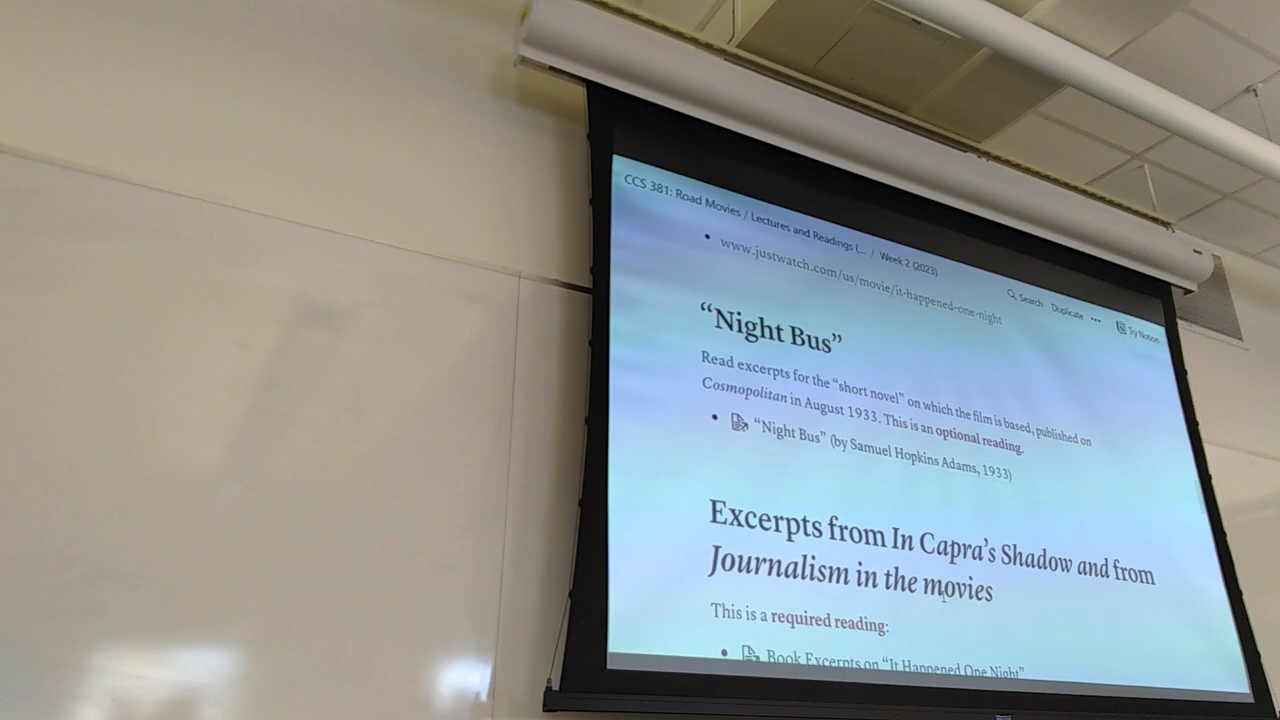 CCS 381: Road Movies / Lectures and Readings (... / Week 2 (2023)
Search Duplicate ••• Try Notion
• www.justwatch.com/us/movie/it-happened-one-night
“Night Bus”
Read excerpts for the “short novel” on which the film is based, published on
Cosmopolitan in August 1933. This is an optional reading.
• “Night Bus” (by Samuel Hopkins Adams, 1933)
Excerpts from In Capra’s Shadow and from
Journalism in the movies
This is a required reading:
• Book Excerpts on “It Happened One Night”